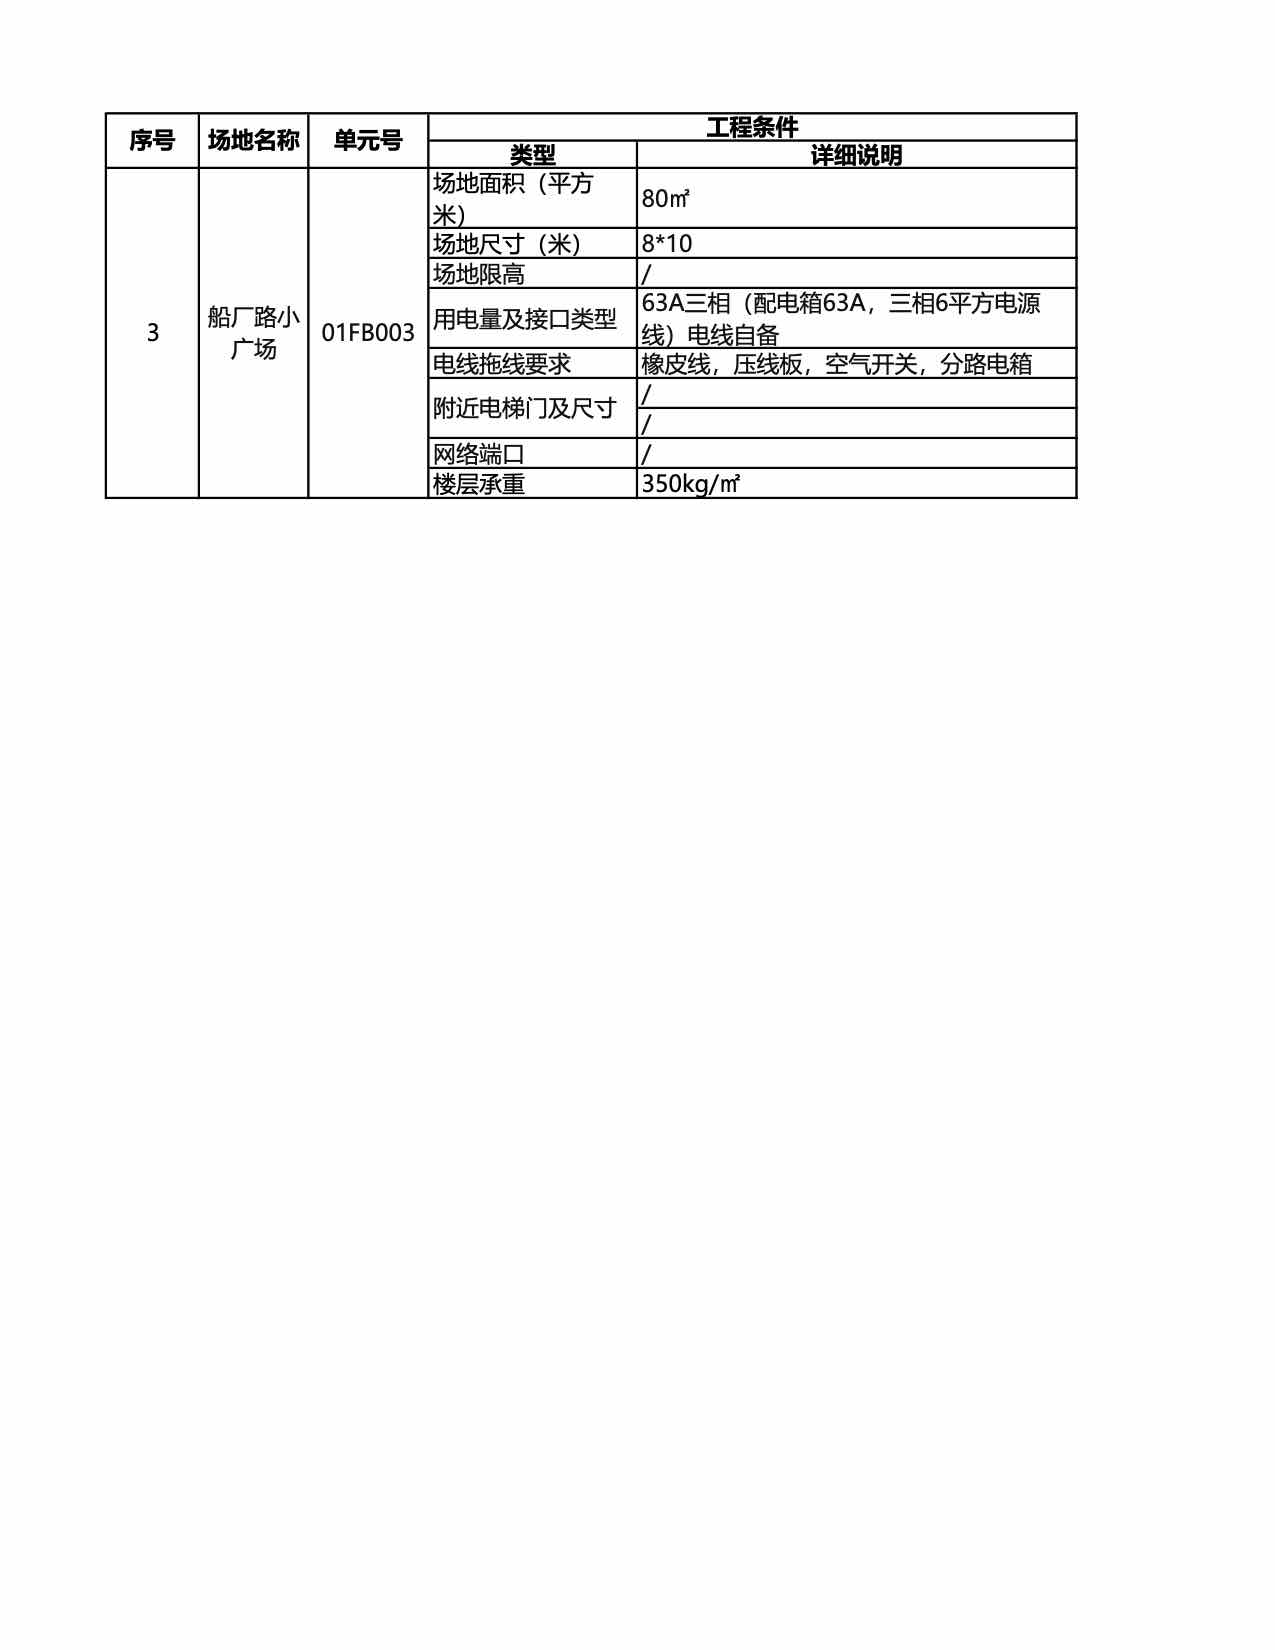 序号 场地名称 单元号 工程条件
类型 详细说明
3 船厂路小
广场 01FB003
场地面积（平方
米） 80㎡
场地尺寸（米） 8*10
场地限高 /
用电量及接口类型 63A三相（配电箱63A，三相6平方电源
线）电线自备
电线拖线要求 橡皮线，压线板，空气开关，分路电箱
附近电梯门及尺寸 /
/
网络端口 /
楼层承重 350kg/㎡